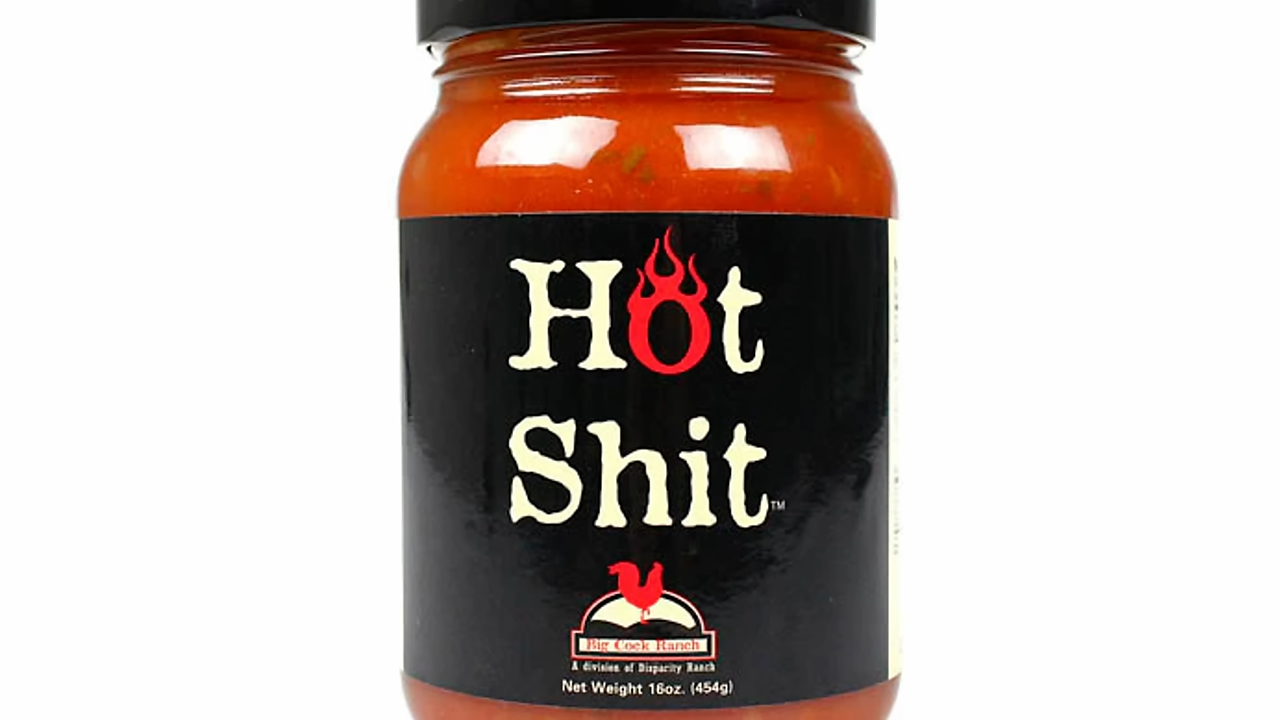 Hot
Shit™
Big Cock Ranch
A division of Disparity Ranch
Net Weight 16oz. (454g)